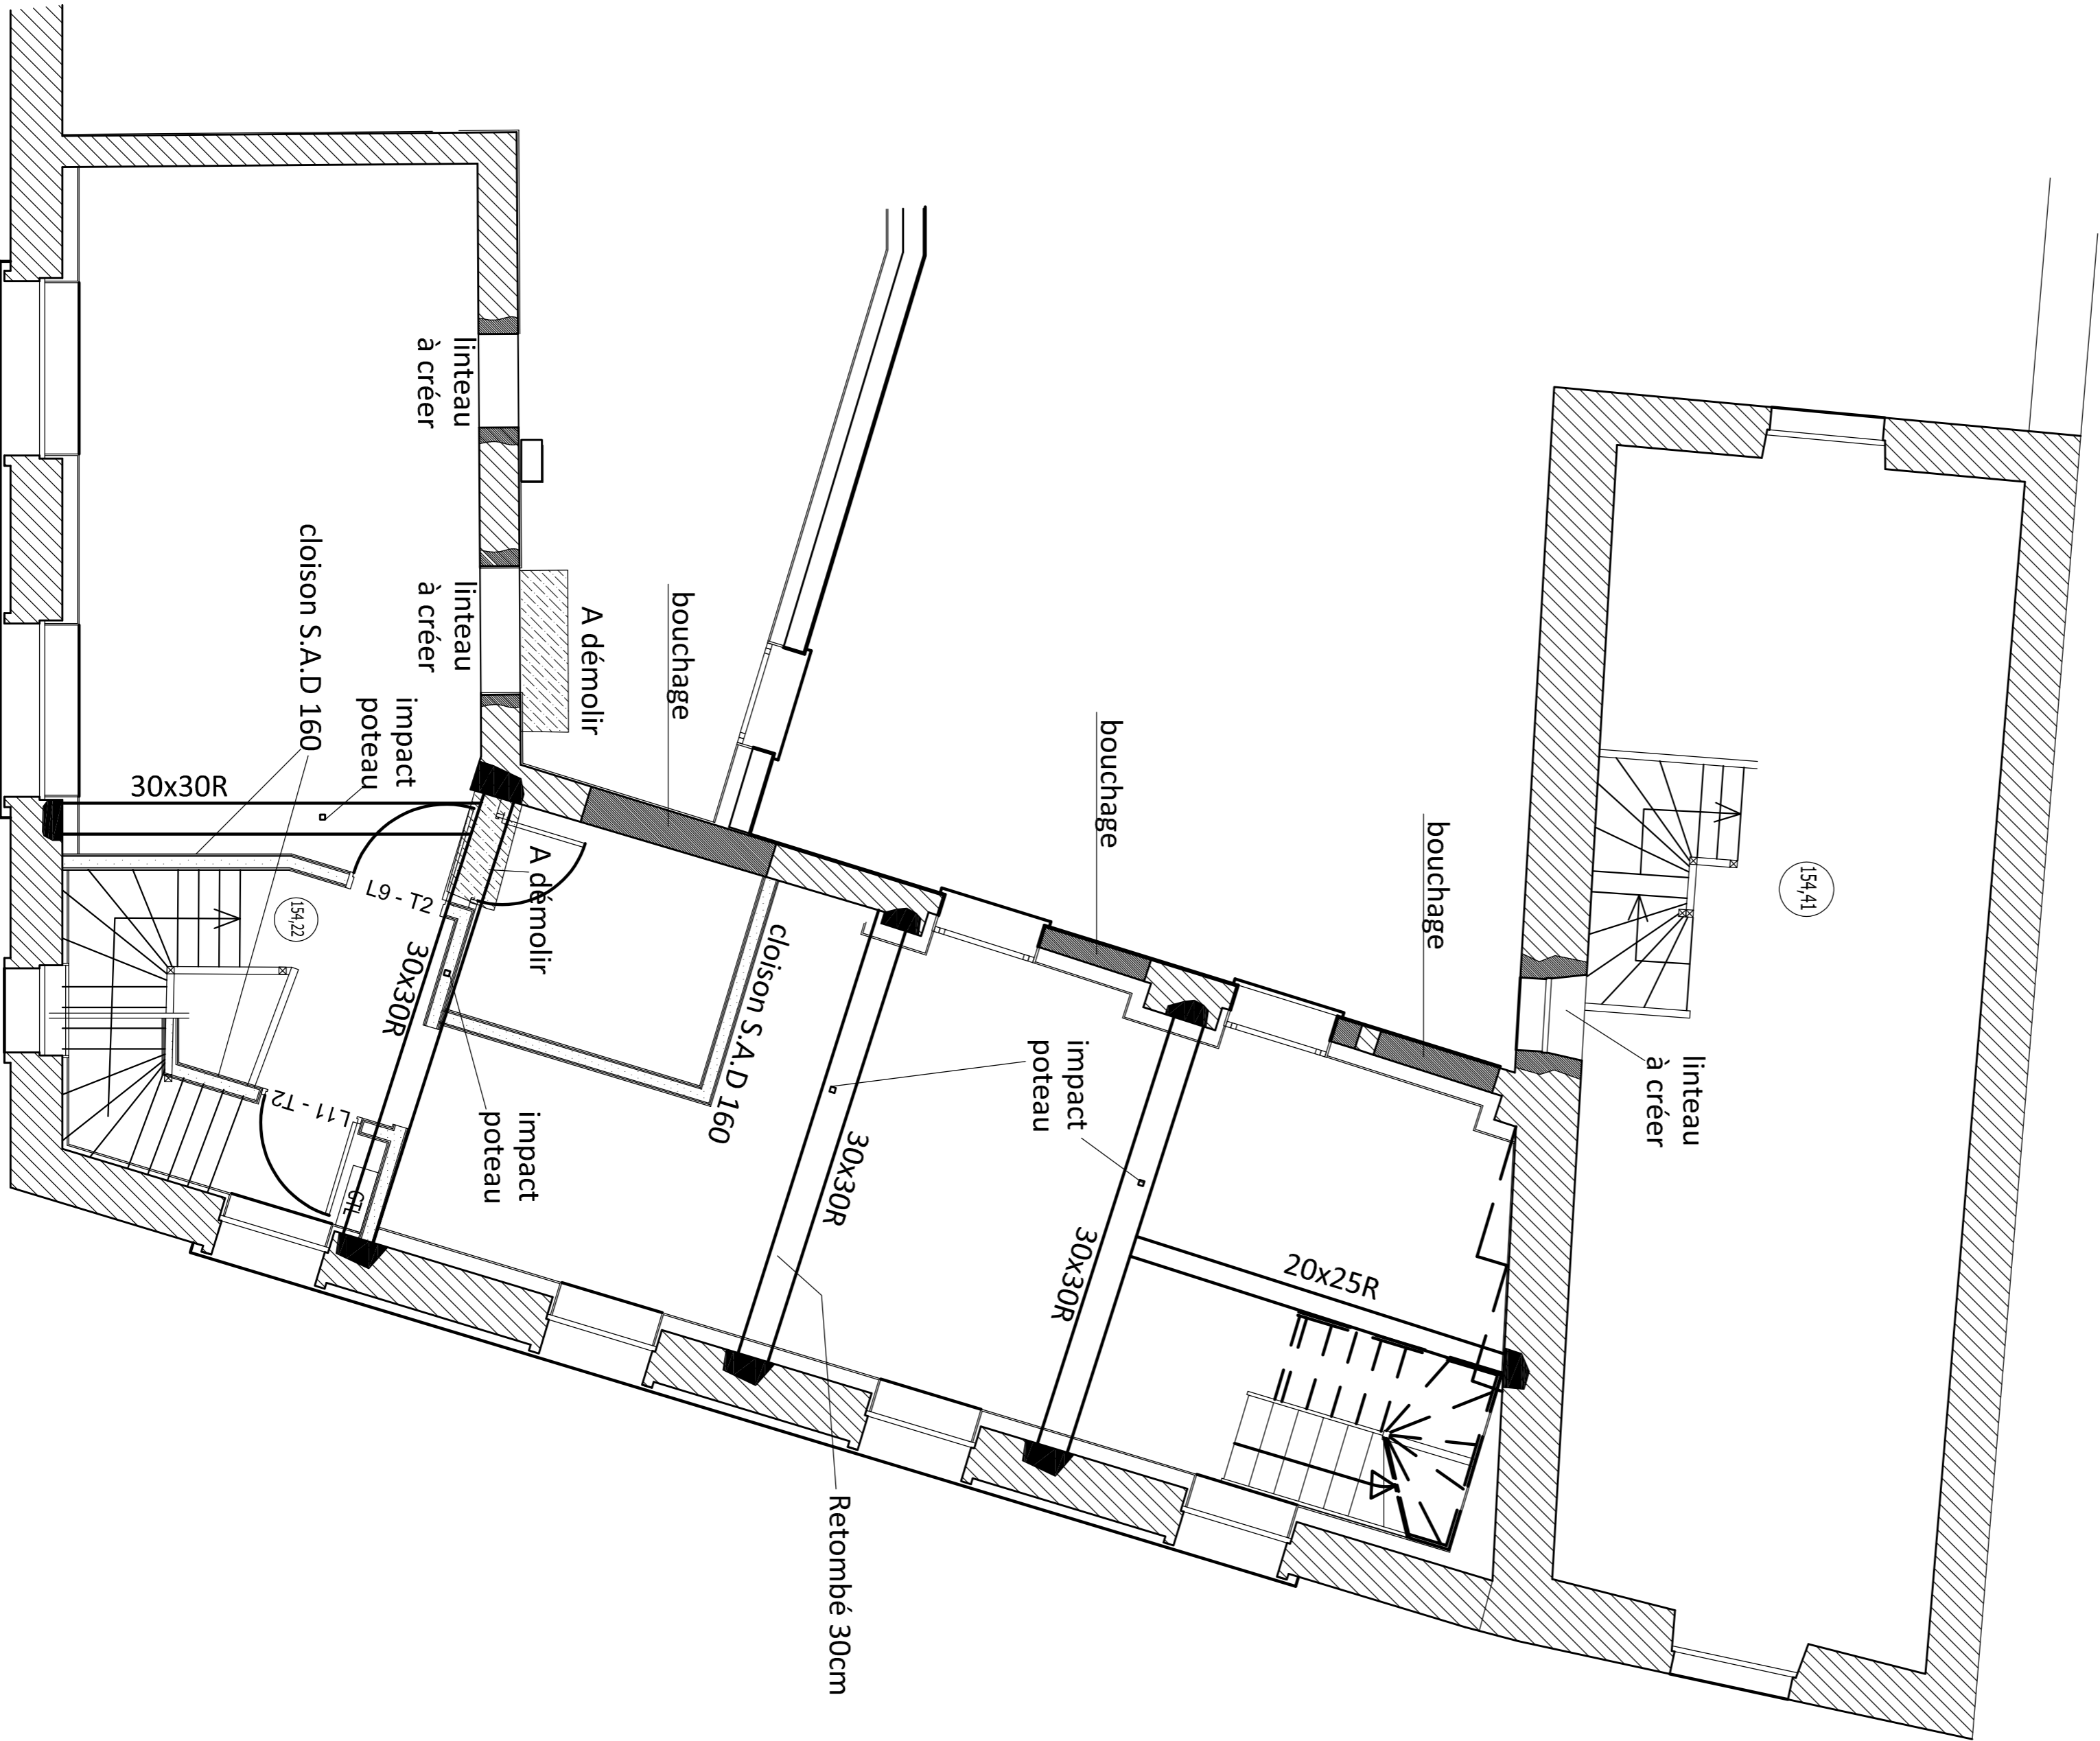 linteau
à créer
linteau
à créer
A démolir
bouchage
bouchage
bouchage
cloison S.A.D 160
impact
poteau
30x30R
A démolir
L9 - T2
154,22
30x30R
cloison S.A.D 160
L11 - T2
GTL
impact
poteau
impact
poteau
30x30R
30x30R
20x25R
154,41
linteau
à créer
Retombé 30cm